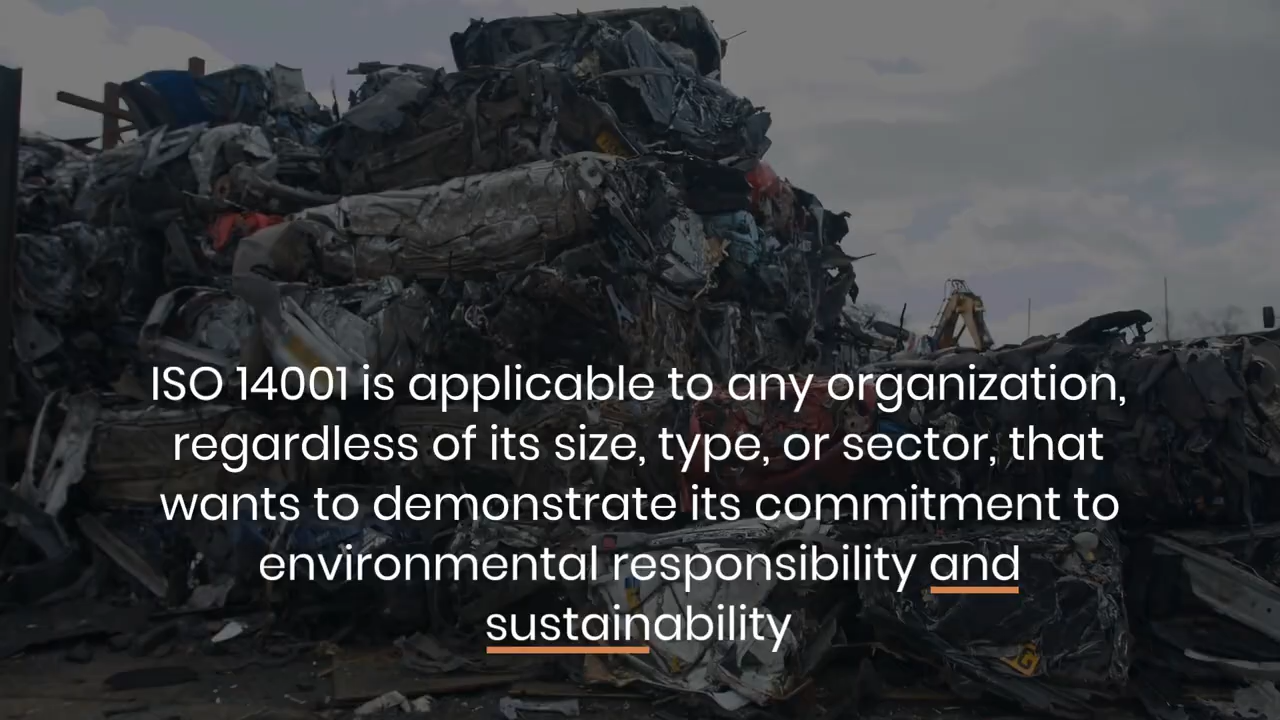 ISO 14001 is applicable to any organization,
regardless of its size, type, or sector, that
wants to demonstrate its commitment to
environmental responsibility and
sustainability